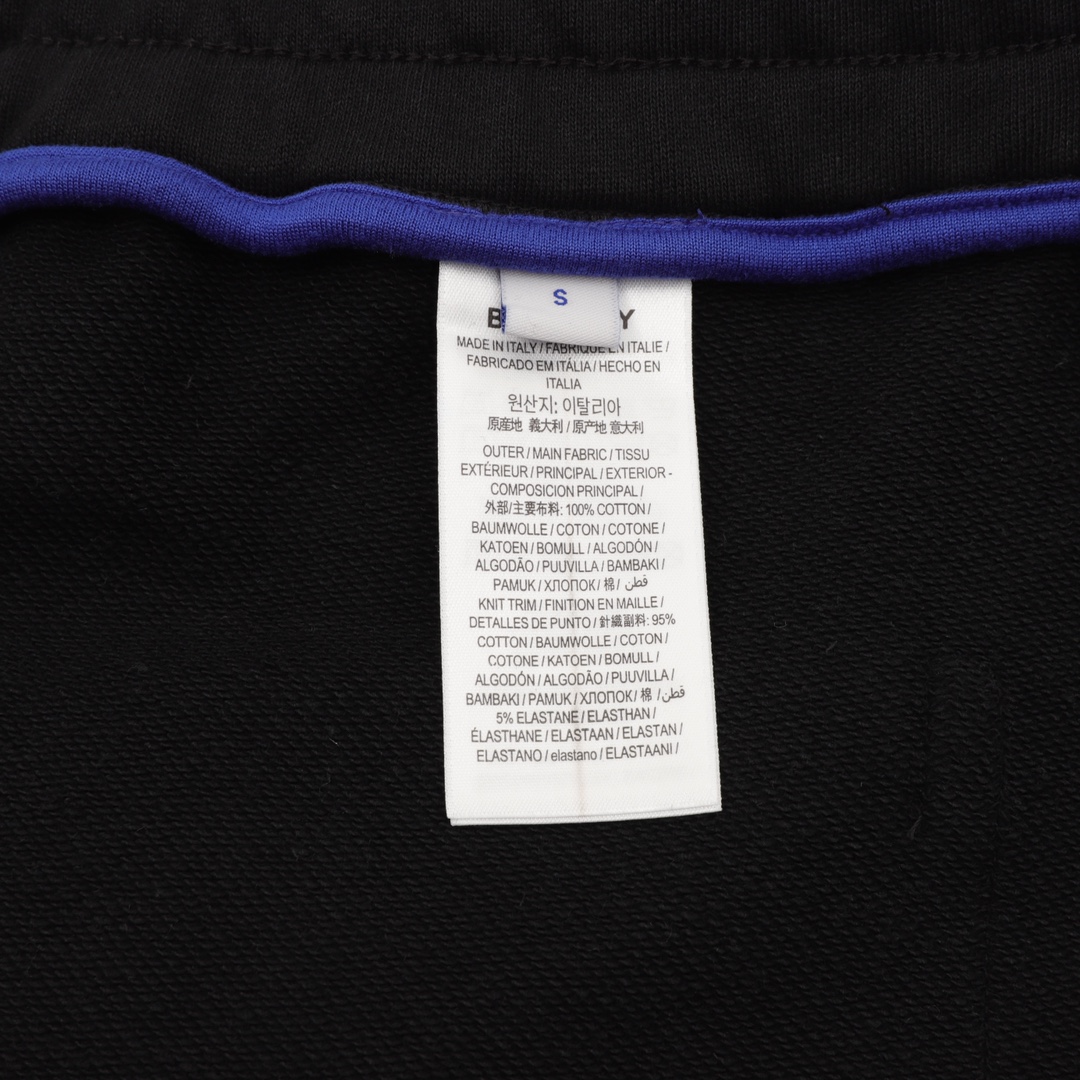 S
MADE IN ITALY / FABRIQUÉ EN ITALIE /
FABRICADO EM ITÁLIA / HECHO EN
ITALIA
원산지: 이탈리아
原産地 義大利 / 原产地 意大利
OUTER / MAIN FABRIC / TISSU
EXTÉRIEUR / PRINCIPAL / EXTERIOR -
COMPOSICION PRINCIPAL /
外部/主要布料: 100% COTTON /
BAUMWOLLE / COTON / COTONE /
KATOEN / BOMULL / ALGODÓN /
ALGODÃO / PUUVILLA / BAMBAKI /
PAMUK / ХЛОПОК / 棉 / قطن
KNIT TRIM / FINITION EN MAILLE /
DETALLES DE PUNTO / 針織副料: 95%
COTTON / BAUMWOLLE / COTON /
COTONE / KATOEN / BOMULL /
ALGODÓN / ALGODÃO / PUUVILLA /
BAMBAKI / PAMUK / ХЛОПОК / 棉 / قطن
5% ELASTANE / ELASTHAN /
ÉLASTHANE / ELASTAAN / ELASTAN /
ELASTANO / elastano / ELASTAANI /